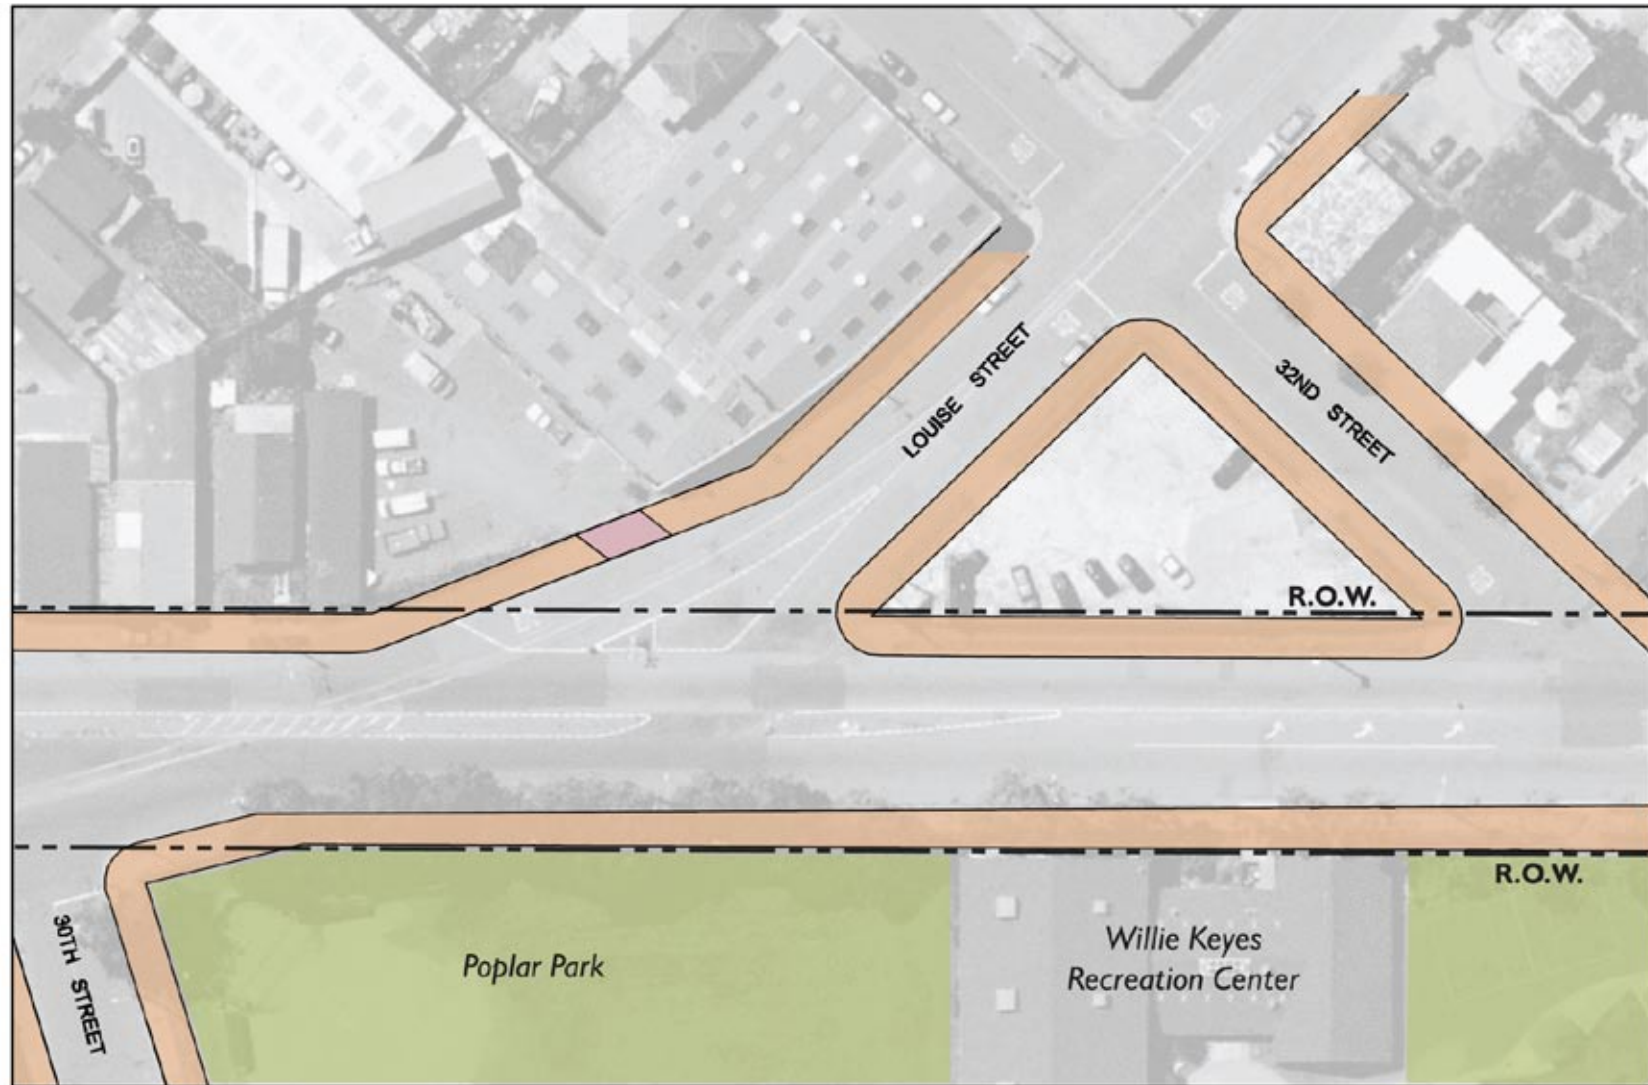 LOUISE STREET
32ND STREET
R.O.W.
R.O.W.
30TH STREET
Poplar Park
Willie Keyes
Recreation Center